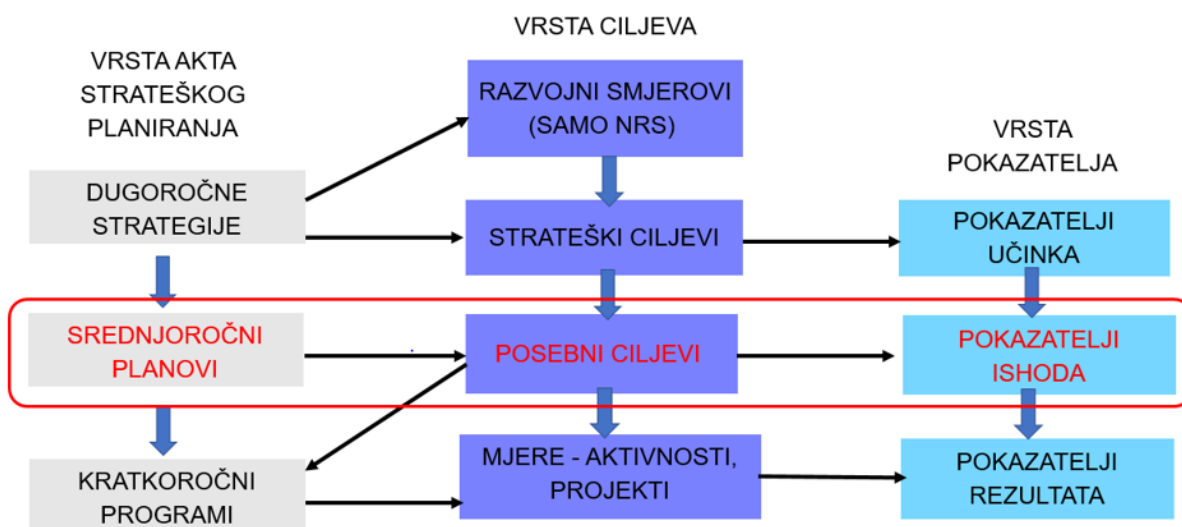 VRSTA AKTA
STRATEŠKOG
PLANIRANJA
VRSTA CILJEVA
VRSTA
POKAZATELJA
RAZVOJNI SMJEROVI
(SAMO NRS)
DUGOROČNE
STRATEGIJE
STRATEŠKI CILJEVI
POKAZATELJI
UČINKA
SREDNJOROČNI
PLANOVI
POSEBNI CILJEVI
POKAZATELJI
ISHODA
KRATKOROČNI
PROGRAMI
MJERE - AKTIVNOSTI,
PROJEKTI
POKAZATELJI
REZULTATA